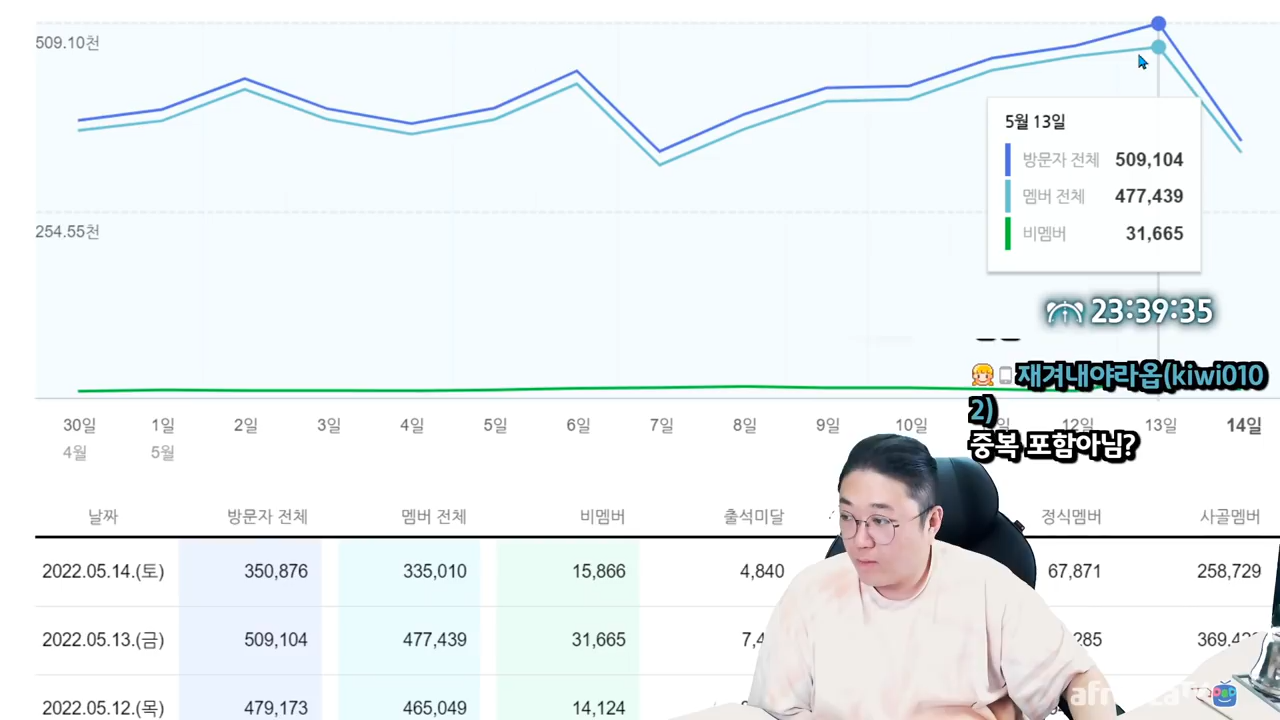 509.10천
5월 13일
방문자 전체 509,104
멤버 전체 477,439
254.55천
비멤버 31,665
23:39:35
재겨내야라옵(kiwi010
2)
중복 포함아님?
30일 1일 2일 3일 4일 5일 6일 7일 8일 9일 10일 12일 13일 14일
4월 5월
날짜 방문자 전체 멤버 전체 비멤버 출석미달 정식멤버 사골멤버
2022.05.14.(토) 350,876 335,010 15,866 4,840 67,871 258,729
2022.05.13.(금) 509,104 477,439 31,665
2022.05.12.(목) 479,173 465,049 14,124